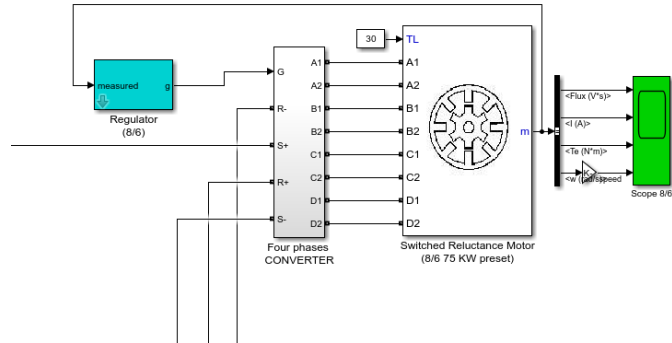 30
TL
measured
g
Regulator
(8/6)
G
R-
S+
R+
S-
A1
A2
B1
B2
C1
C2
D1
D2
Four phases
CONVERTER
A1
A2
B1
B2
C1
C2
D1
D2
m
Switched Reluctance Motor
(8/6 75 KW preset)
<Flux (V*s)>
<I (A)>
<Te (N*m)>
<w (rad/s
speed
K
Scope 8/6